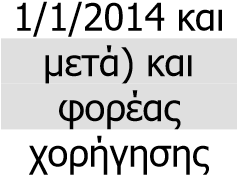 1/1/2014 και
μετά) και
φορέας
χορήγησης